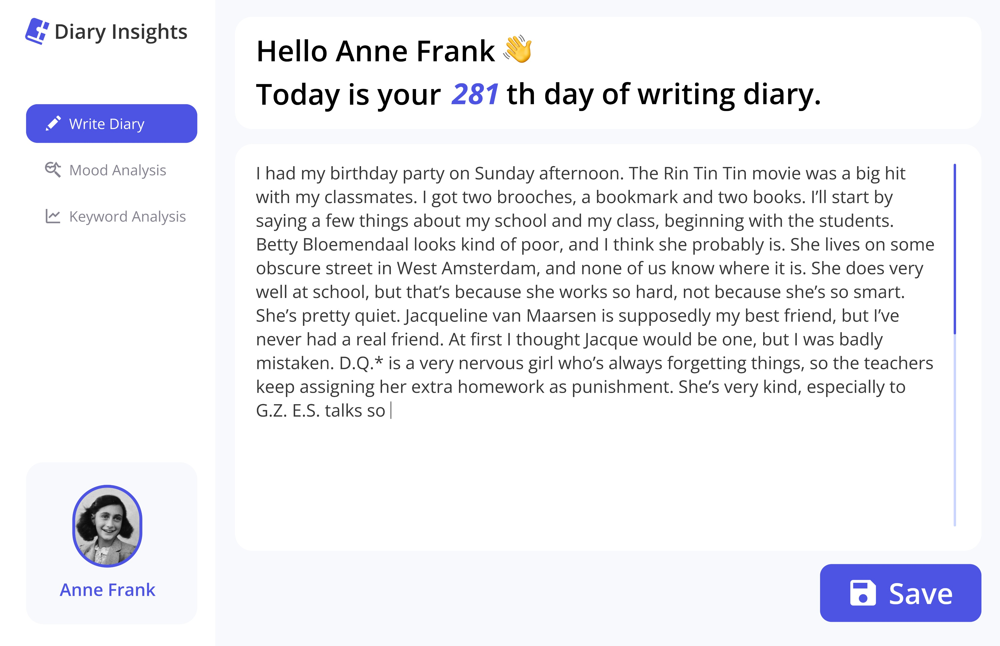 Diary Insights
Write Diary
Mood Analysis
Keyword Analysis
Anne Frank
Hello Anne Frank 👋
Today is your 281 th day of writing diary.
I had my birthday party on Sunday afternoon. The Rin Tin Tin movie was a big hit
with my classmates. I got two brooches, a bookmark and two books. I’ll start by
saying a few things about my school and my class, beginning with the students.
Betty Bloemendaal looks kind of poor, and I think she probably is. She lives on some
obscure street in West Amsterdam, and none of us know where it is. She does very
well at school, but that’s because she works so hard, not because she’s so smart.
She’s pretty quiet. Jacqueline van Maarsen is supposedly my best friend, but I’ve
never had a real friend. At first I thought Jacque would be one, but I was badly
mistaken. D.Q.* is a very nervous girl who’s always forgetting things, so the teachers
keep assigning her extra homework as punishment. She’s very kind, especially to
G.Z. E.S. talks so
Save